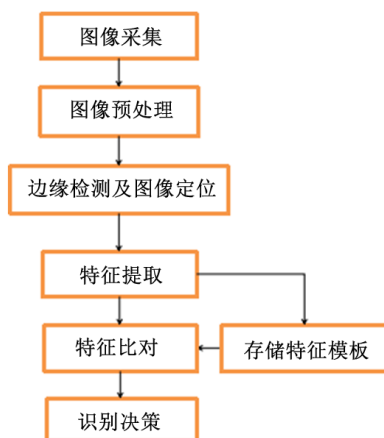 图像采集
图像预处理
边缘检测及图像定位
特征提取
特征比对
存储特征模板
识别决策